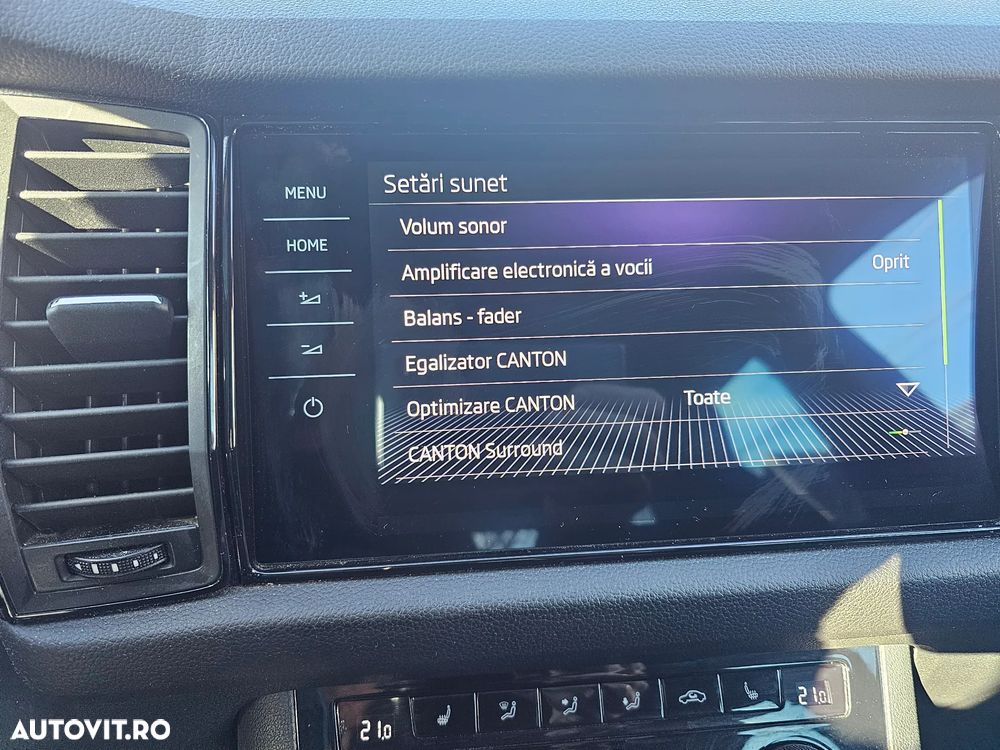 MENU
HOME
Setări sunet
Volum sonor
Amplificare electronică a vocii Oprit
Balans - fader
Egalizator CANTON
Optimizare CANTON Toate
CANTON Surround
21.0
21.0
AUTOVIT.RO